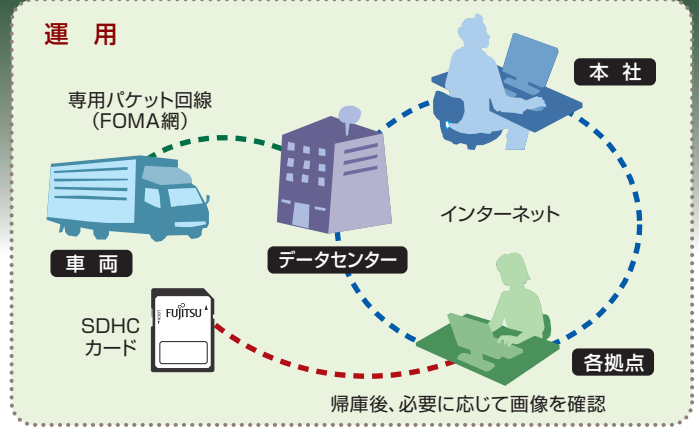 運 用
専用パケット回線
(FOMA網)
本 社
インターネット
車 両
データセンター
SDHC
カード
FUJITSU
LOCK
各拠点
帰庫後、必要に応じて画像を確認